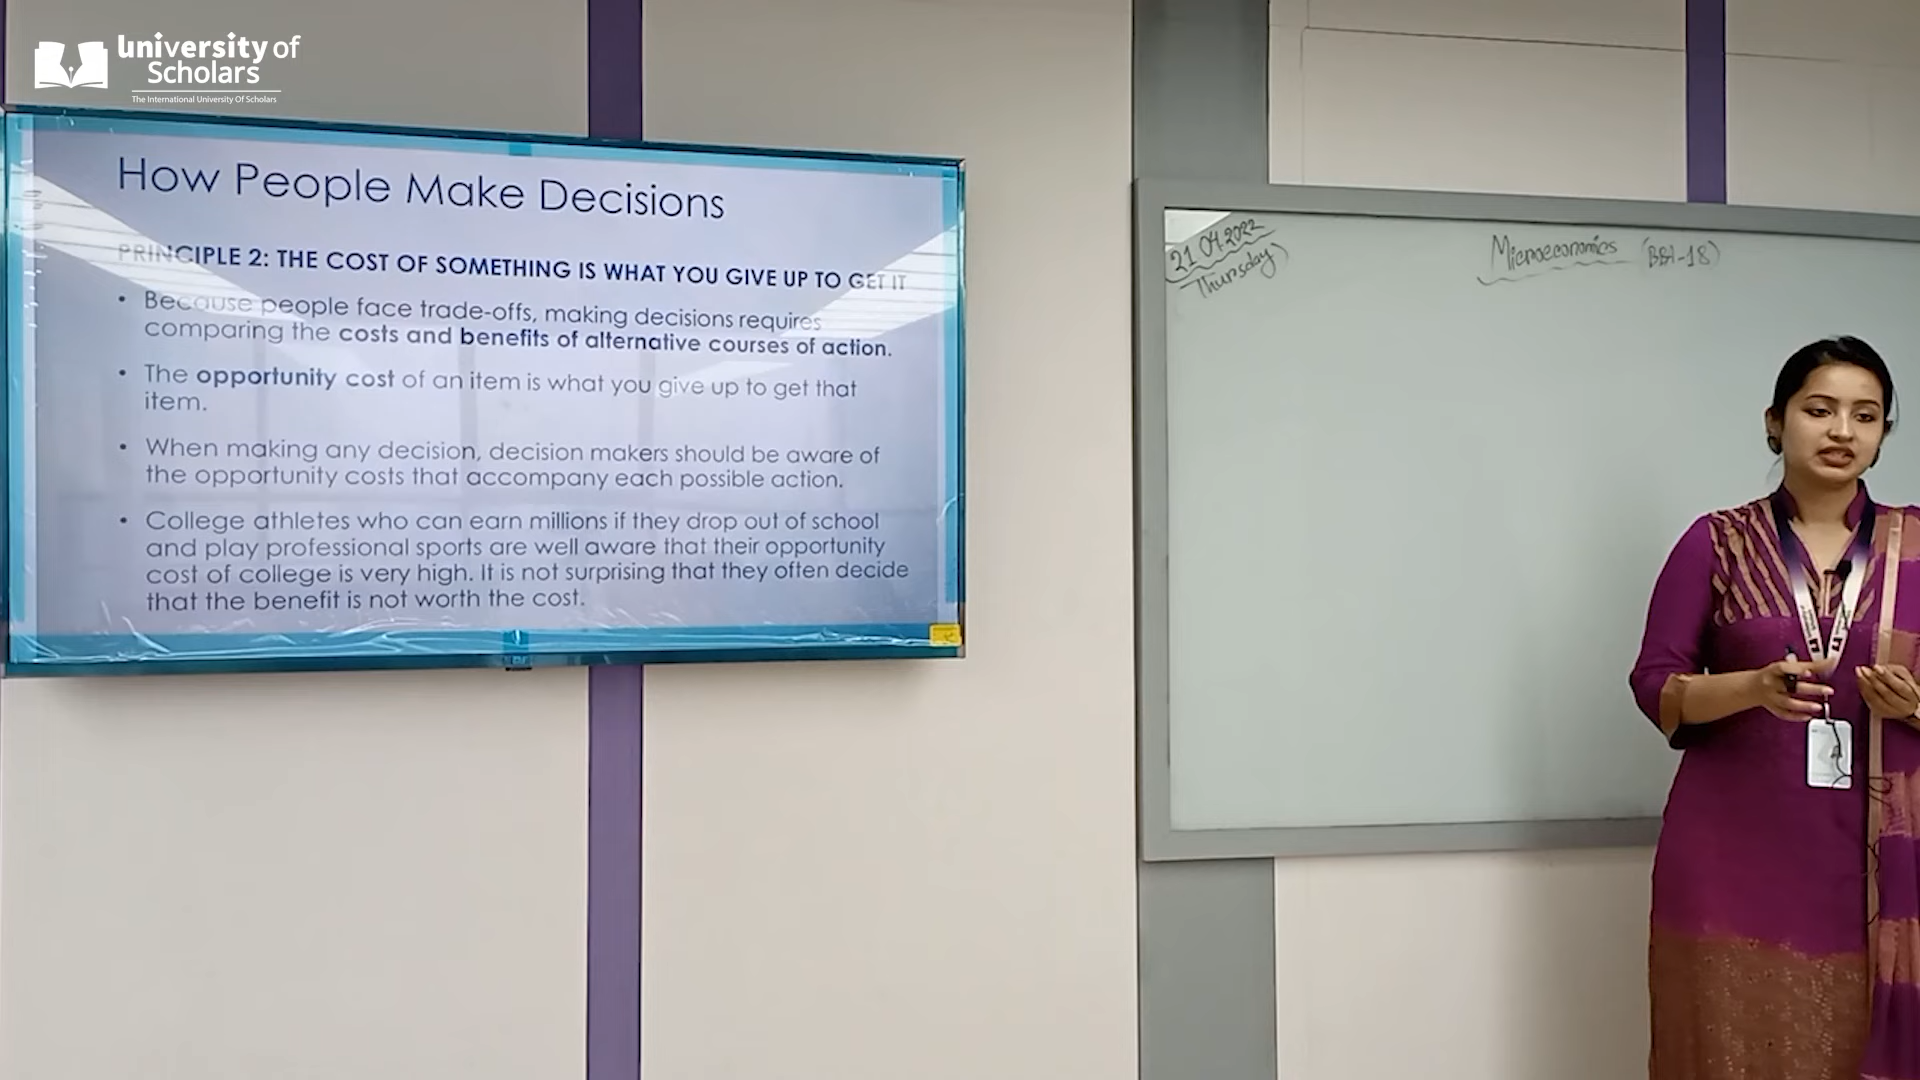 University of
Scholars
The International University Of Scholars
How People Make Decisions
PRINCIPLE 2: THE COST OF SOMETHING IS WHAT YOU GIVE UP TO GET IT
• Because people face trade-offs, making decisions requires
comparing the costs and benefits of alternative courses of action.
• The opportunity cost of an item is what you give up to get that
item.
• When making any decision, decision makers should be aware of
the opportunity costs that accompany each possible action.
• College athletes who can earn millions if they drop out of school
and play professional sports are well aware that their opportunity
cost of college is very high. It is not surprising that they often decide
that the benefit is not worth the cost.
21.04.2022
Thursday
Microeconomics (BBA-18)